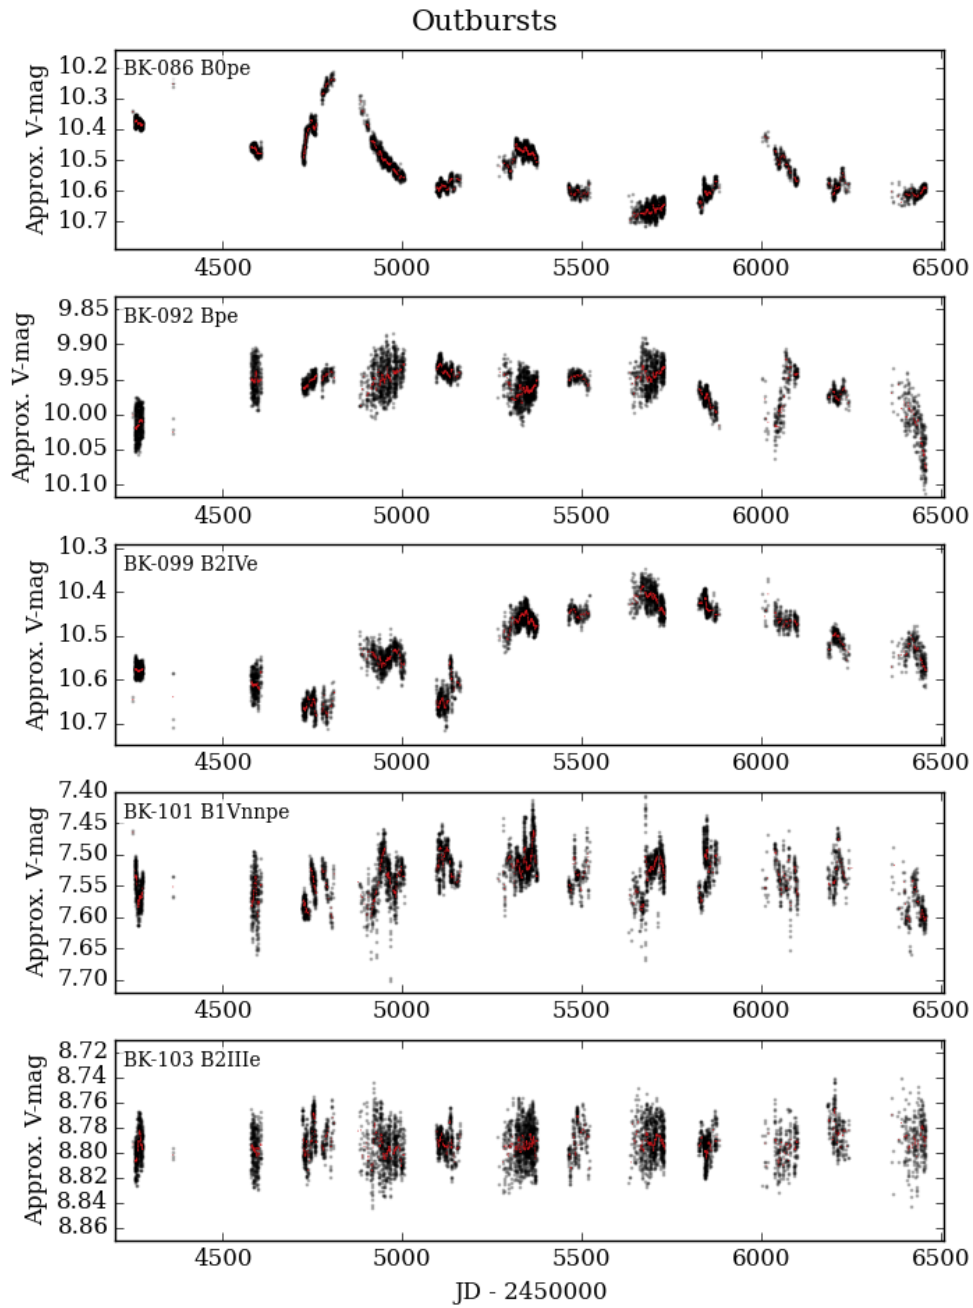 Outbursts
BK-086 B0pe
Approx. V-mag
10.2
10.3
10.4
10.5
10.6
10.7
4500 5000 5500 6000 6500
BK-092 Bpe
Approx. V-mag
9.85
9.90
9.95
10.00
10.05
10.10
4500 5000 5500 6000 6500
BK-099 B2IVe
Approx. V-mag
10.3
10.4
10.5
10.6
10.7
4500 5000 5500 6000 6500
BK-101 B1Vnnpe
Approx. V-mag
7.40
7.45
7.50
7.55
7.60
7.65
7.70
4500 5000 5500 6000 6500
BK-103 B2IIIe
Approx. V-mag
8.72
8.74
8.76
8.78
8.80
8.82
8.84
8.86
4500 5000 5500 6000 6500
JD - 2450000